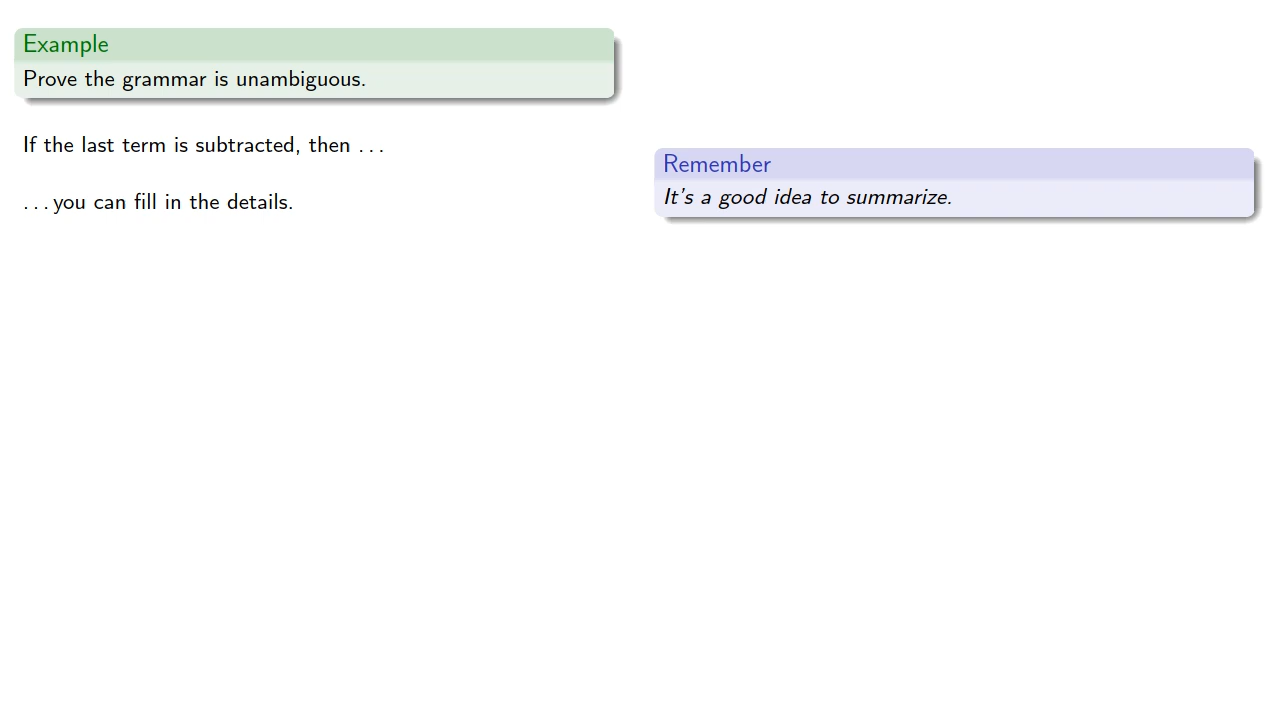 Example
Prove the grammar is unambiguous.
If the last term is subtracted, then . . .
. . . you can fill in the details.
Remember
It's a good idea to summarize.